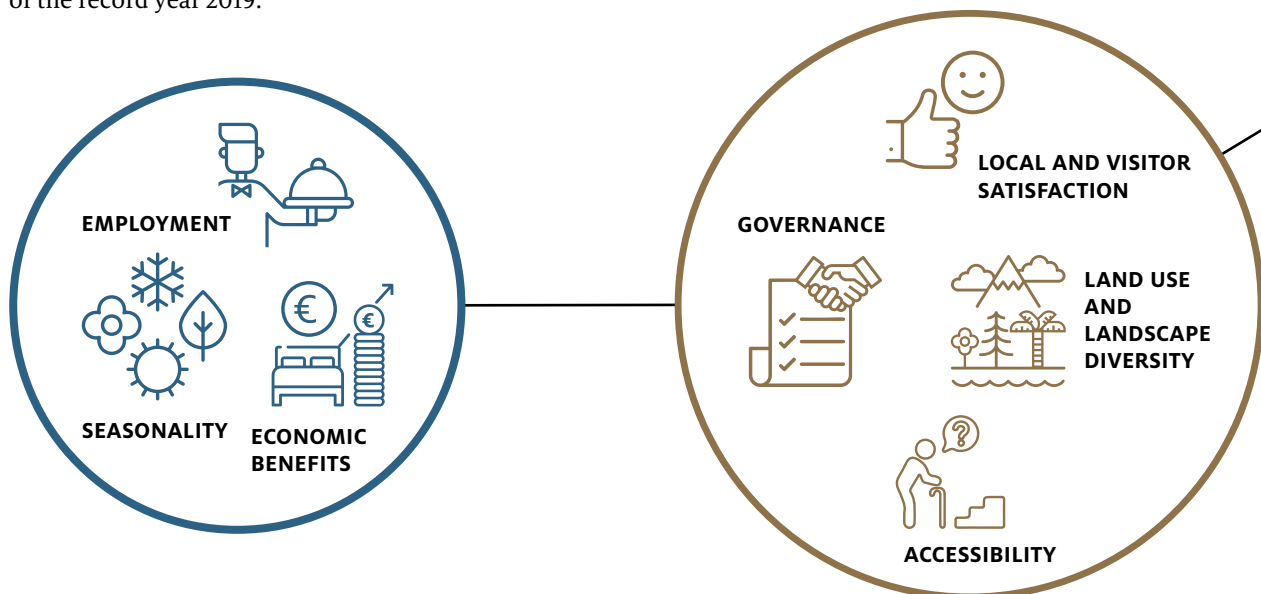 of the record year 2019.
EMPLOYMENT
SEASONALITY
ECONOMIC
BENEFITS
LOCAL AND VISITOR
SATISFACTION
GOVERNANCE
LAND USE
AND
LANDSCAPE
DIVERSITY
ACCESSIBILITY